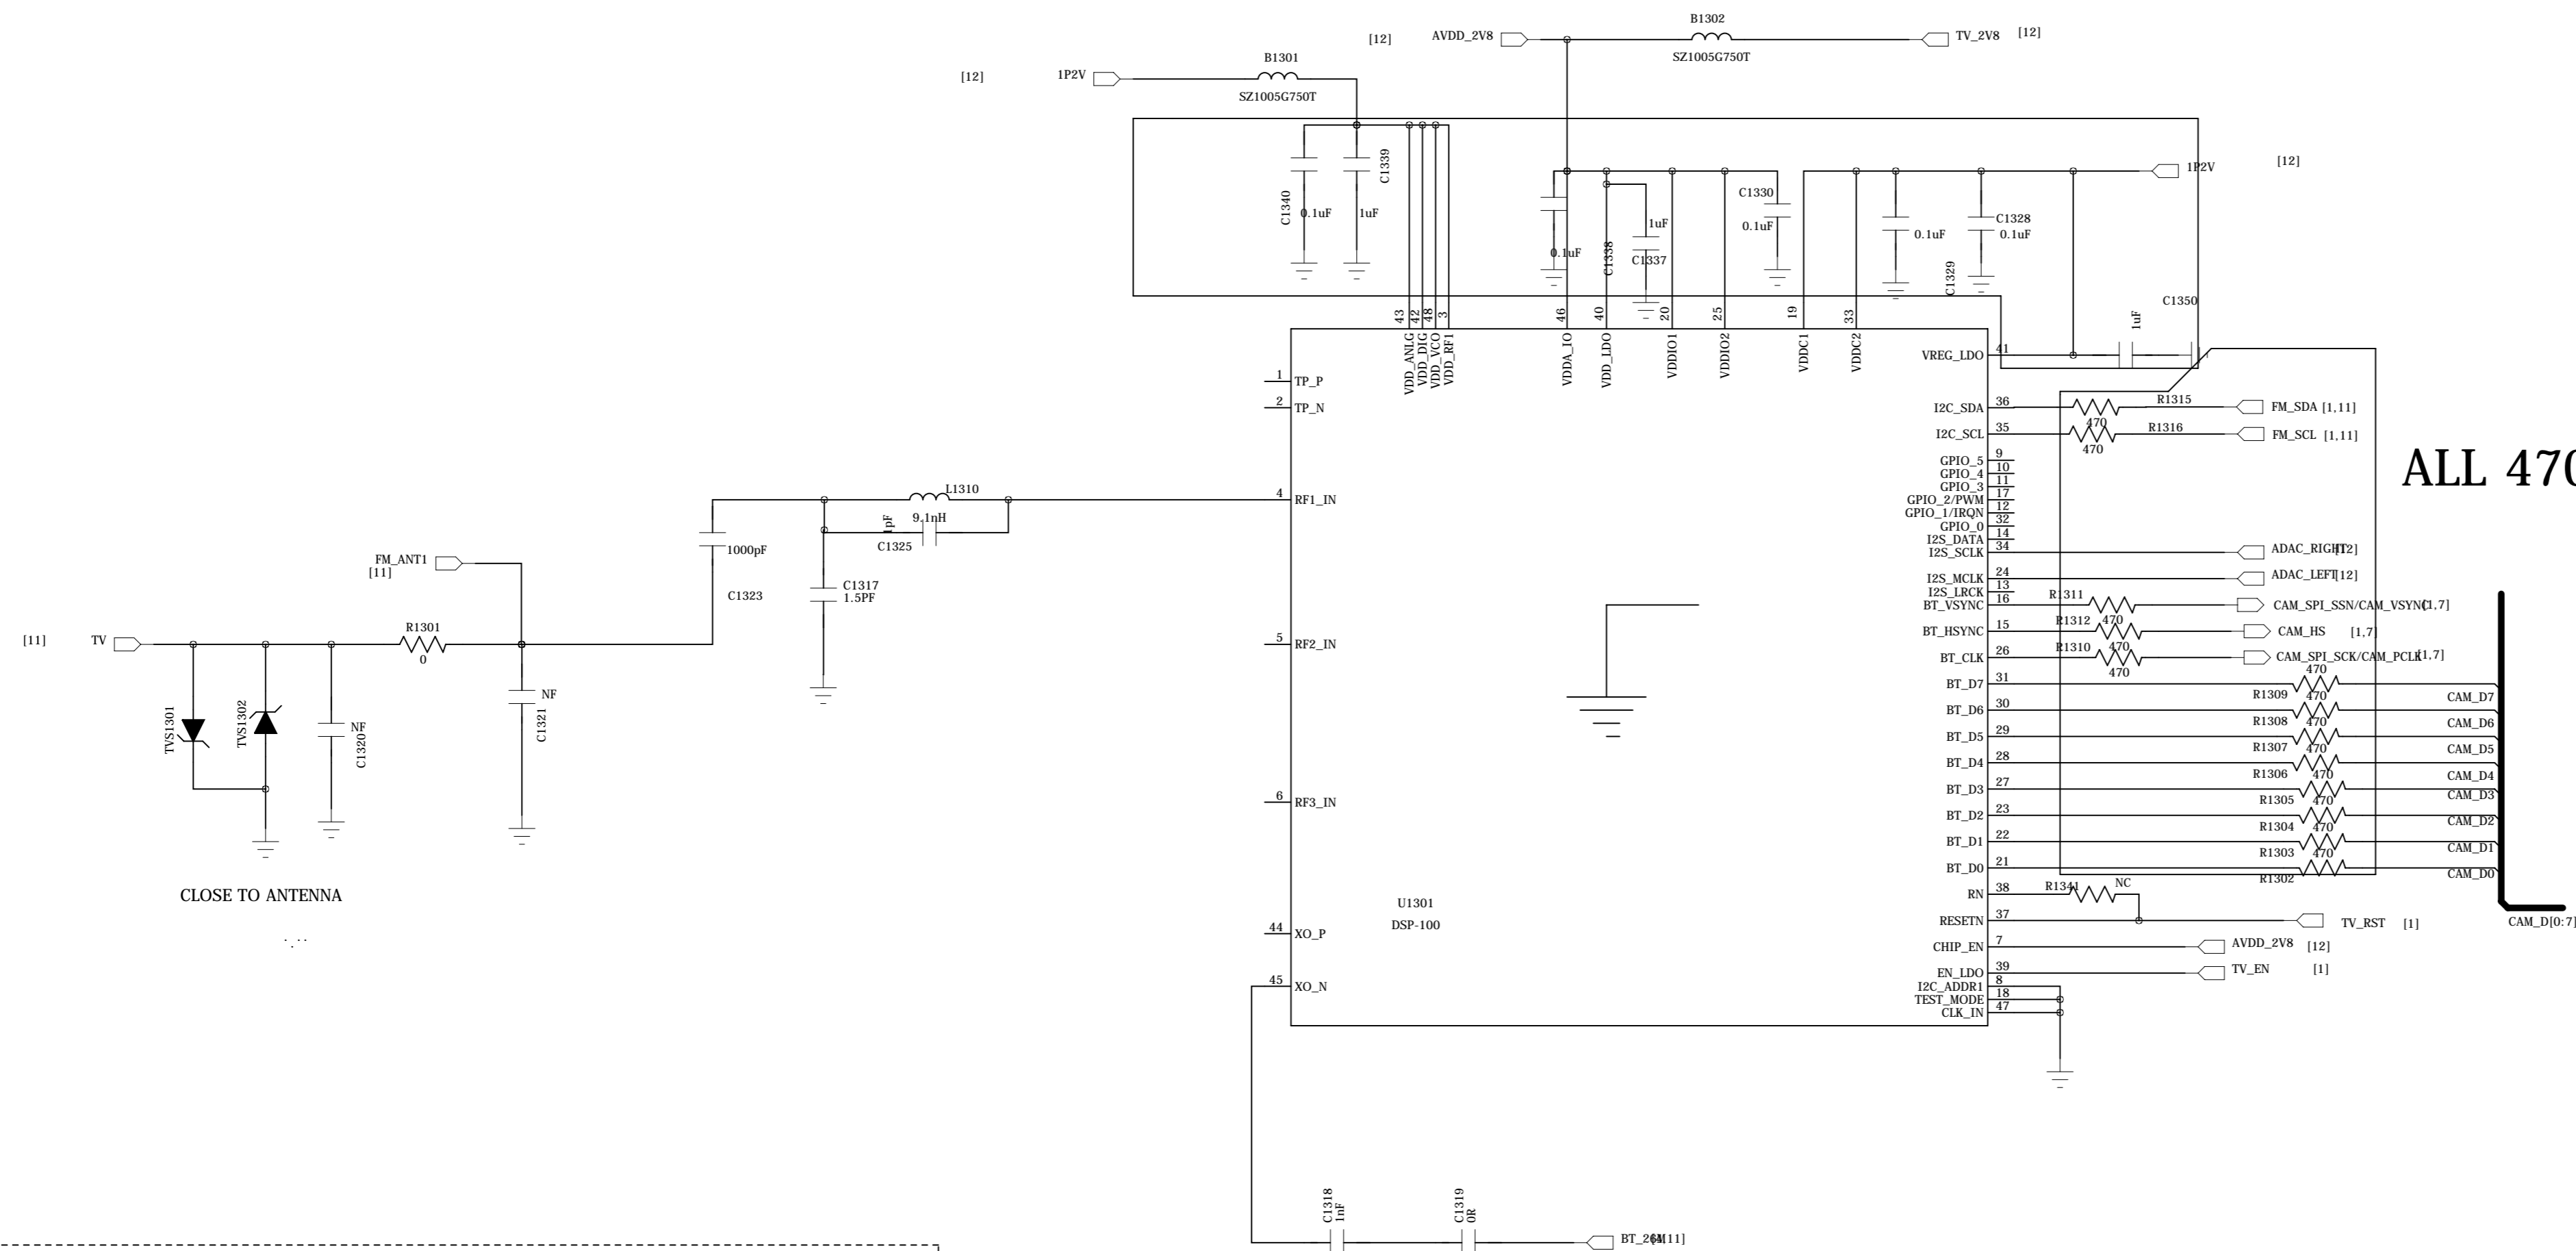 B1302
[12] AVDD_2V8 TV_2V8 [12]
SZ1005G750T
B1301
[12] 1P2V
SZ1005G750T
C1340
0.1uF
C1339
1uF
0.1uF
C1338
1uF
C1337
C1330
0.1uF
0.1uF
C1329
C1328
0.1uF
1P2V [12]
C1350
1uF
43
42
48
3
46
40
20
25
19
33
VDD_ANLG
VDD_DIG
VDD_VCO
VDD_RF1
VDDA_IO
VDD_LDO
VDDIO1
VDDIO2
VDDC1
VDDC2
VREG_LDO 41
1 TP_P
2 TP_N
I2C_SDA 36 470 R1315 FM_SDA [1,11]
I2C_SCL 35 470 R1316 FM_SCL [1,11]
ALL 470
GPIO_5 9
GPIO_4 10
GPIO_3 11
GPIO_2/PWM 17
GPIO_1/IRQN 12
GPIO_0 32
I2S_DATA 14
I2S_SCLK 34 ADAC_RIGHT [12]
I2S_MCLK 24 ADAC_LEFT [12]
I2S_LRCK 13
BT_VSYNC 16 R1311 470 CAM_SPI_SSN/CAM_VSYNC [1,7]
BT_HSYNC 15 R1312 470 CAM_HS [1,7]
BT_CLK 26 R1310 470 CAM_SPI_SCK/CAM_PCLK [1,7]
BT_D7 31 470 R1309 CAM_D7
BT_D6 30 470 R1308 CAM_D6
BT_D5 29 470 R1307 CAM_D5
BT_D4 28 470 R1306 CAM_D4
BT_D3 27 470 R1305 CAM_D3
BT_D2 23 470 R1304 CAM_D2
BT_D1 22 470 R1303 CAM_D1
BT_D0 21 470 R1302 CAM_D0
RN 38 R1341 NC
RESETN 37 TV_RST [1]
CAM_D[0:7]
CHIP_EN 7 AVDD_2V8 [12]
EN_LDO 39 TV_EN [1]
I2C_ADDR1 8
TEST_MODE 18
CLK_IN 47
L1310
9.1nH
1pF
C1325
4 RF1_IN
1000pF
C1323
C1317
1.5PF
FM_ANT1
[11]
[11] TV
R1301
0
5 RF2_IN
TVS1301
TVS1302
NF
C1320
NF
C1321
6 RF3_IN
CLOSE TO ANTENNA
U1301
DSP-100
44 XO_P
45 XO_N
C1318
1nF
C1319
0R